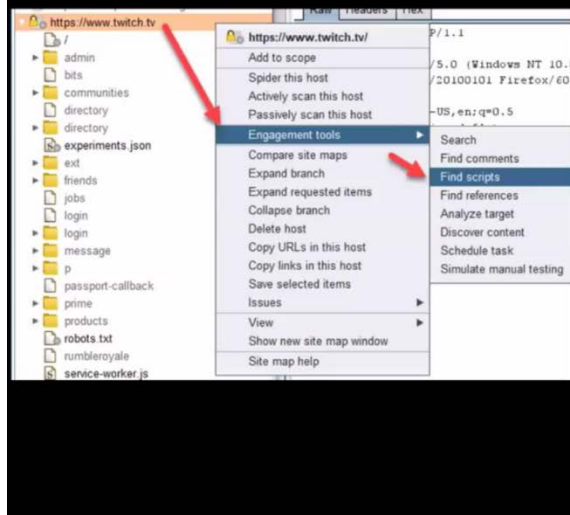 Raw Headers Hex
https://www.twitch.tv
/
admin
bits
communities
directory
directory
experiments.json
ext
friends
jobs
login
login
message
p
passport-callback
prime
products
robots.txt
rumbleroyale
service-worker.js
https://www.twitch.tv/
Add to scope
Spider this host
Actively scan this host
Passively scan this host
Engagement tools
Compare site maps
Expand branch
Expand requested items
Collapse branch
Delete host
Copy URLs in this host
Copy links in this host
Save selected items
Issues
View
Show new site map window
Site map help
P/1.1
/5.0 (Windows NT 10.
/20100101 Firefox/60
-US,en;q=0.5
Search
Find comments
Find scripts
Find references
Analyze target
Discover content
Schedule task
Simulate manual testing